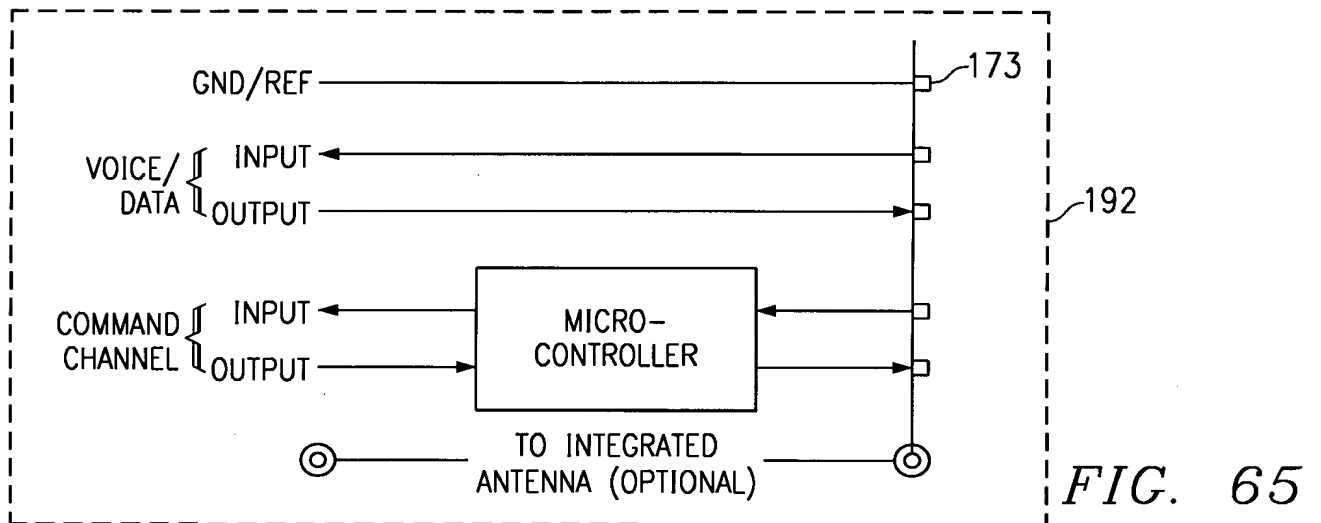 GND/REF
173
VOICE/
DATA
INPUT
OUTPUT
192
COMMAND
CHANNEL
INPUT
OUTPUT
MICRO-
CONTROLLER
TO INTEGRATED
ANTENNA (OPTIONAL)
FIG. 65